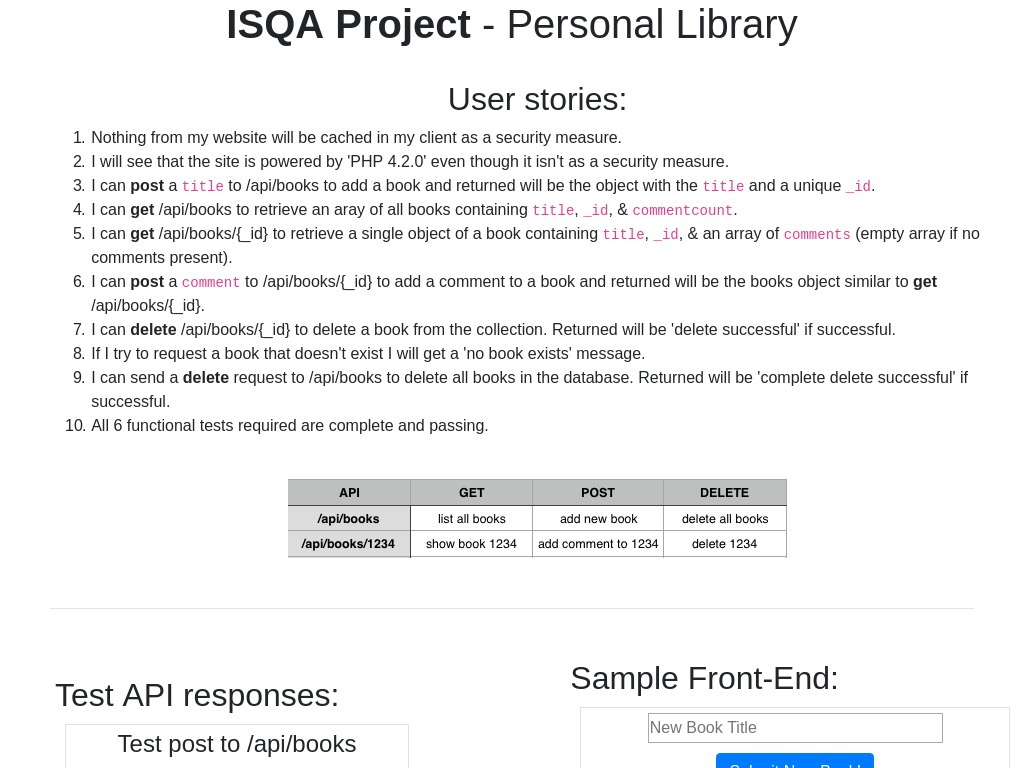 ISQA Project - Personal Library
User stories:
1. Nothing from my website will be cached in my client as a security measure.
2. I will see that the site is powered by 'PHP 4.2.0' even though it isn't as a security measure.
3. I can post a title to /api/books to add a book and returned will be the object with the title and a unique _id.
4. I can get /api/books to retrieve an aray of all books containing title, _id, & commentcount.
5. I can get /api/books/{_id} to retrieve a single object of a book containing title, _id, & an array of comments (empty array if no
comments present).
6. I can post a comment to /api/books/{_id} to add a comment to a book and returned will be the books object similar to get
/api/books/{_id}.
7. I can delete /api/books/{_id} to delete a book from the collection. Returned will be 'delete successful' if successful.
8. If I try to request a book that doesn't exist I will get a 'no book exists' message.
9. I can send a delete request to /api/books to delete all books in the database. Returned will be 'complete delete successful' if
successful.
10. All 6 functional tests required are complete and passing.
API GET POST DELETE
/api/books list all books add new book delete all books
/api/books/1234 show book 1234 add comment to 1234 delete 1234
Sample Front-End:
Test API responses:
New Book Title
Test post to /api/books
Submit New Book!